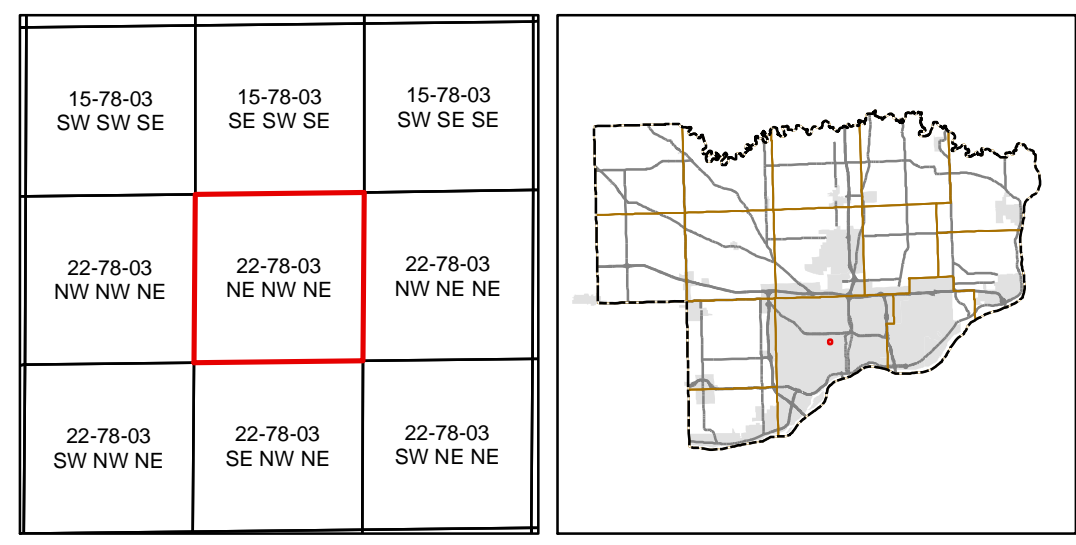 15-78-03
SW SW SE
15-78-03
SE SW SE
15-78-03
SW SE SE
22-78-03
NW NW NE
22-78-03
NE NW NE
22-78-03
NW NE NE
22-78-03
SW NW NE
22-78-03
SE NW NE
22-78-03
SW NE NE